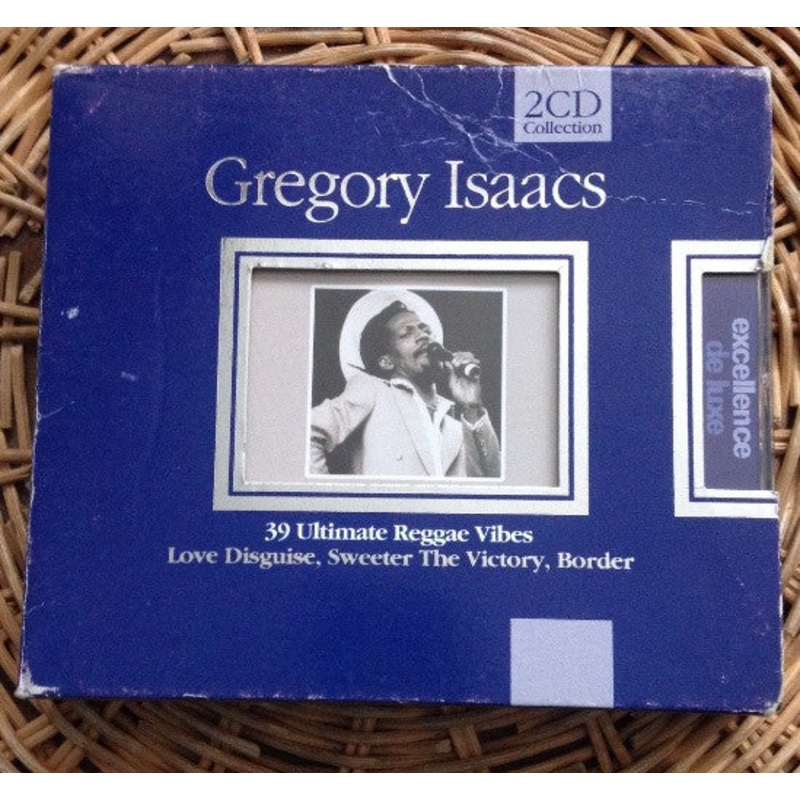 2CD
Collection
Gregory Isaacs
excellence
de luxe
39 Ultimate Reggae Vibes
Love Disguise, Sweeter The Victory, Border